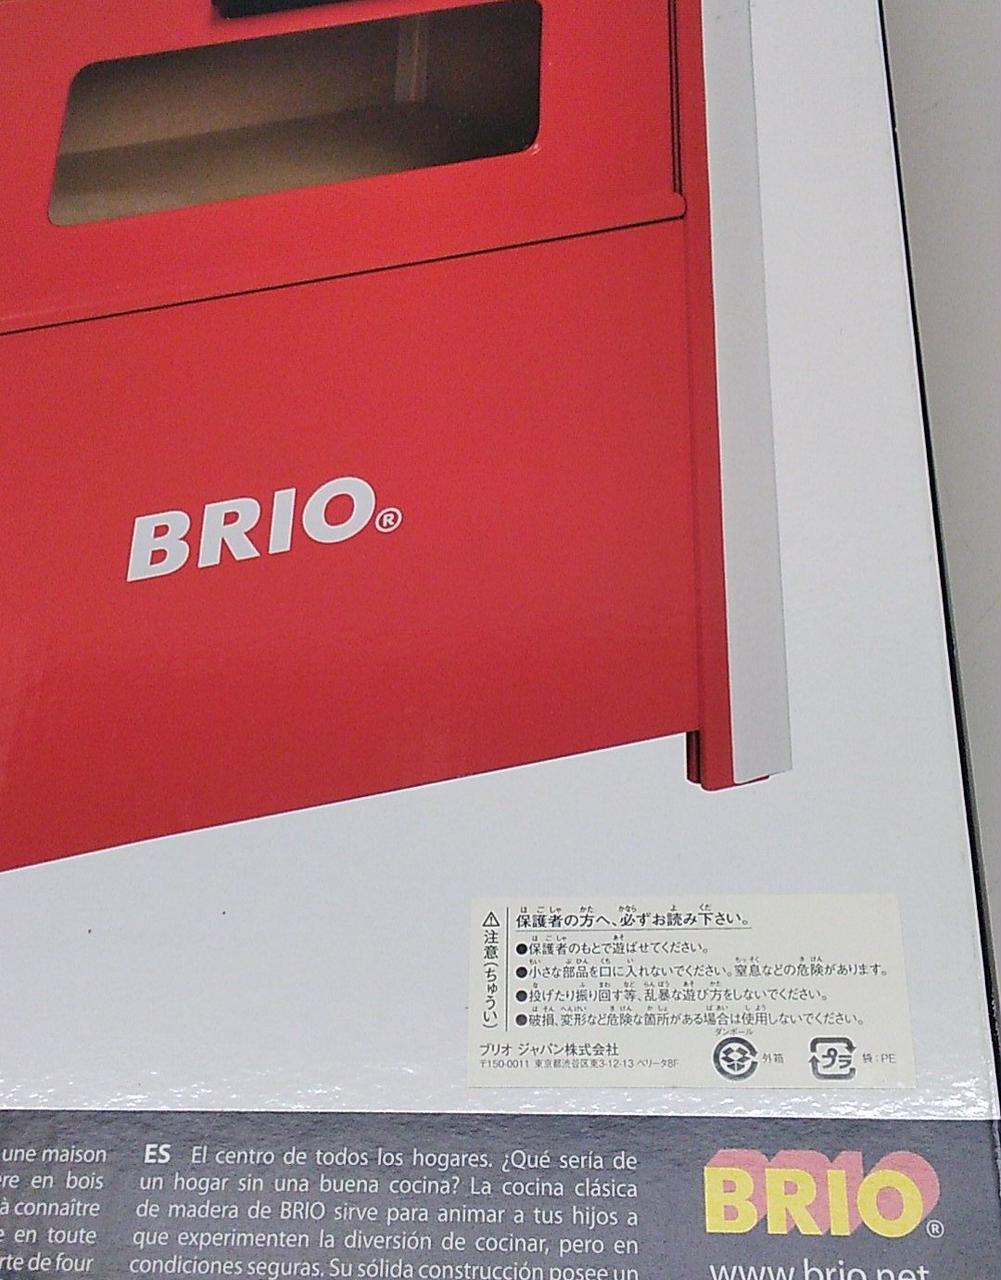 BRIO®
注意(ちゅうい)
保護者の方へ、必ずお読み下さい。
●保護者のもとで遊ばせてください。
●小さな部品を口に入れないでください。窒息などの危険があります。
●投げたり振り回す等、乱暴な遊び方をしないでください。
●破損、変形など危険な箇所がある場合は使用しないでください。
ブリオ ジャパン株式会社
〒150-0011 東京都渋谷区東3-12-13 ベリータ8F
ダンボール
外箱
プラ
袋:PE
une maison
re en bois
à connaître
e en toute
rte de four
ES El centro de todos los hogares. ¿Qué sería de
un hogar sin una buena cocina? La cocina clásica
de madera de BRIO sirve para animar a tus hijos a
que experimenten la diversión de cocinar, pero en
condiciones seguras. Su sólida construcción posee un
BRIO®
www.brio.net